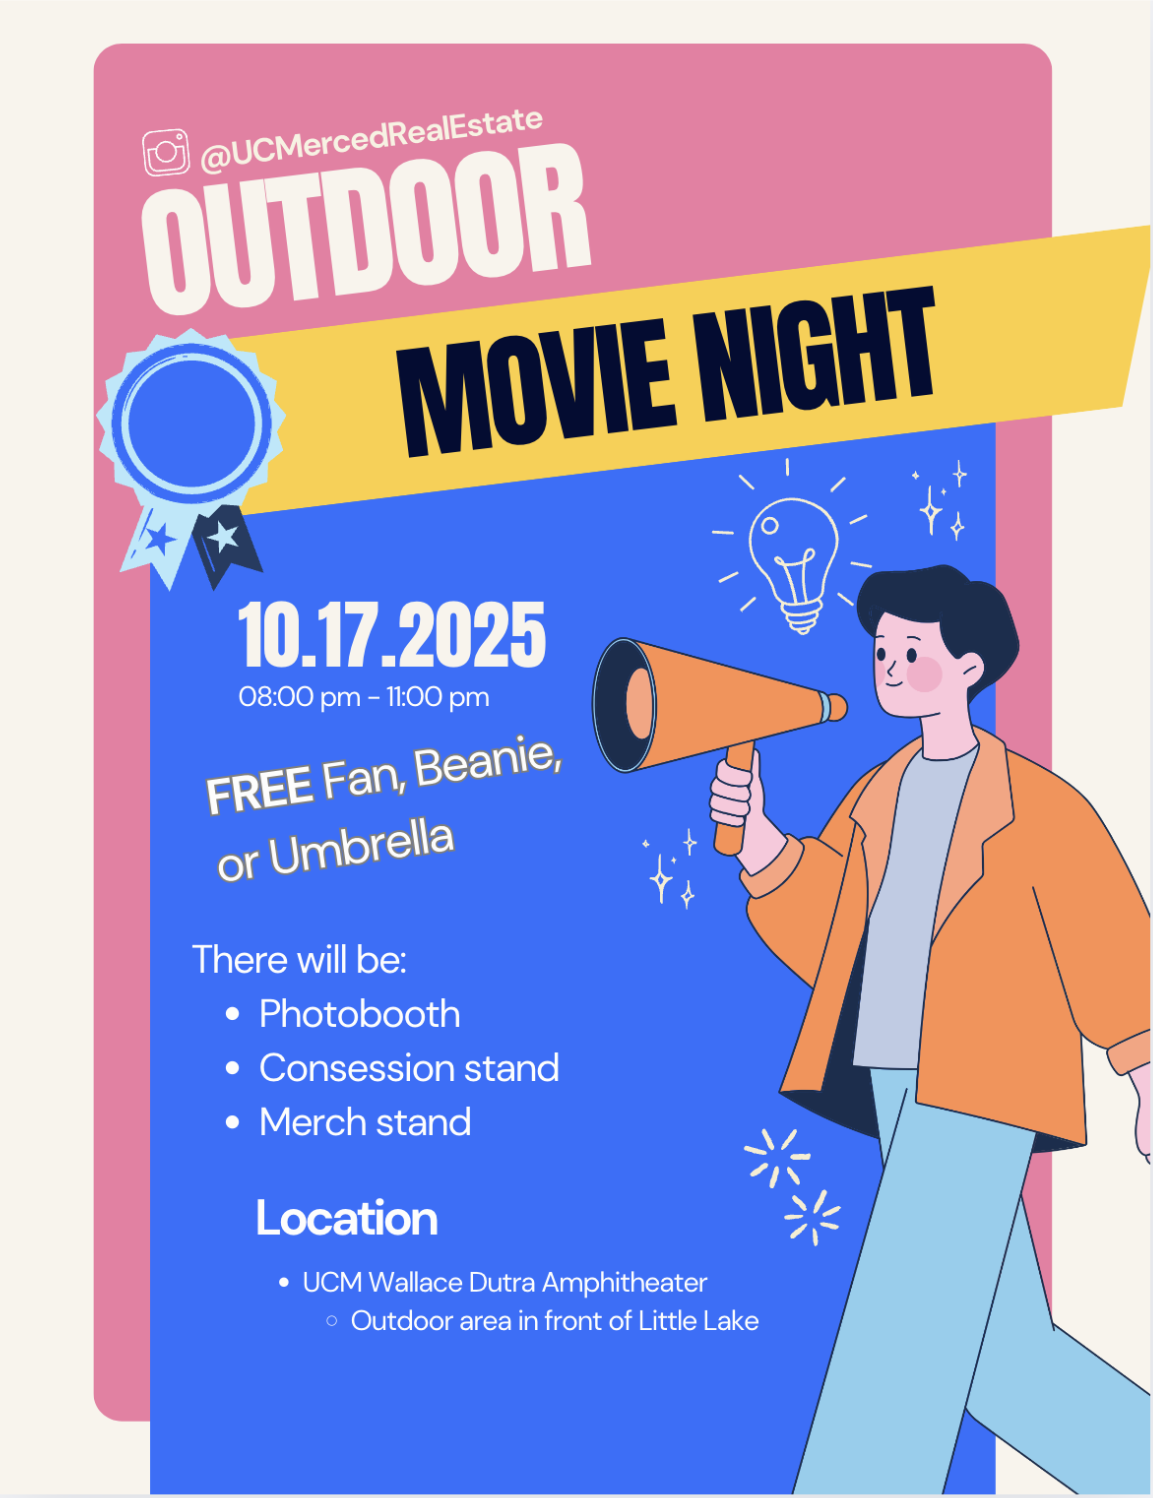 @UCMercedRealEstate
OUTDOOR
MOVIE NIGHT
10.17.2025
08:00 pm - 11:00 pm
FREE Fan, Beanie,
or Umbrella
There will be:
• Photobooth
• Consession stand
• Merch stand
Location
• UCM Wallace Dutra Amphitheater
○ Outdoor area in front of Little Lake